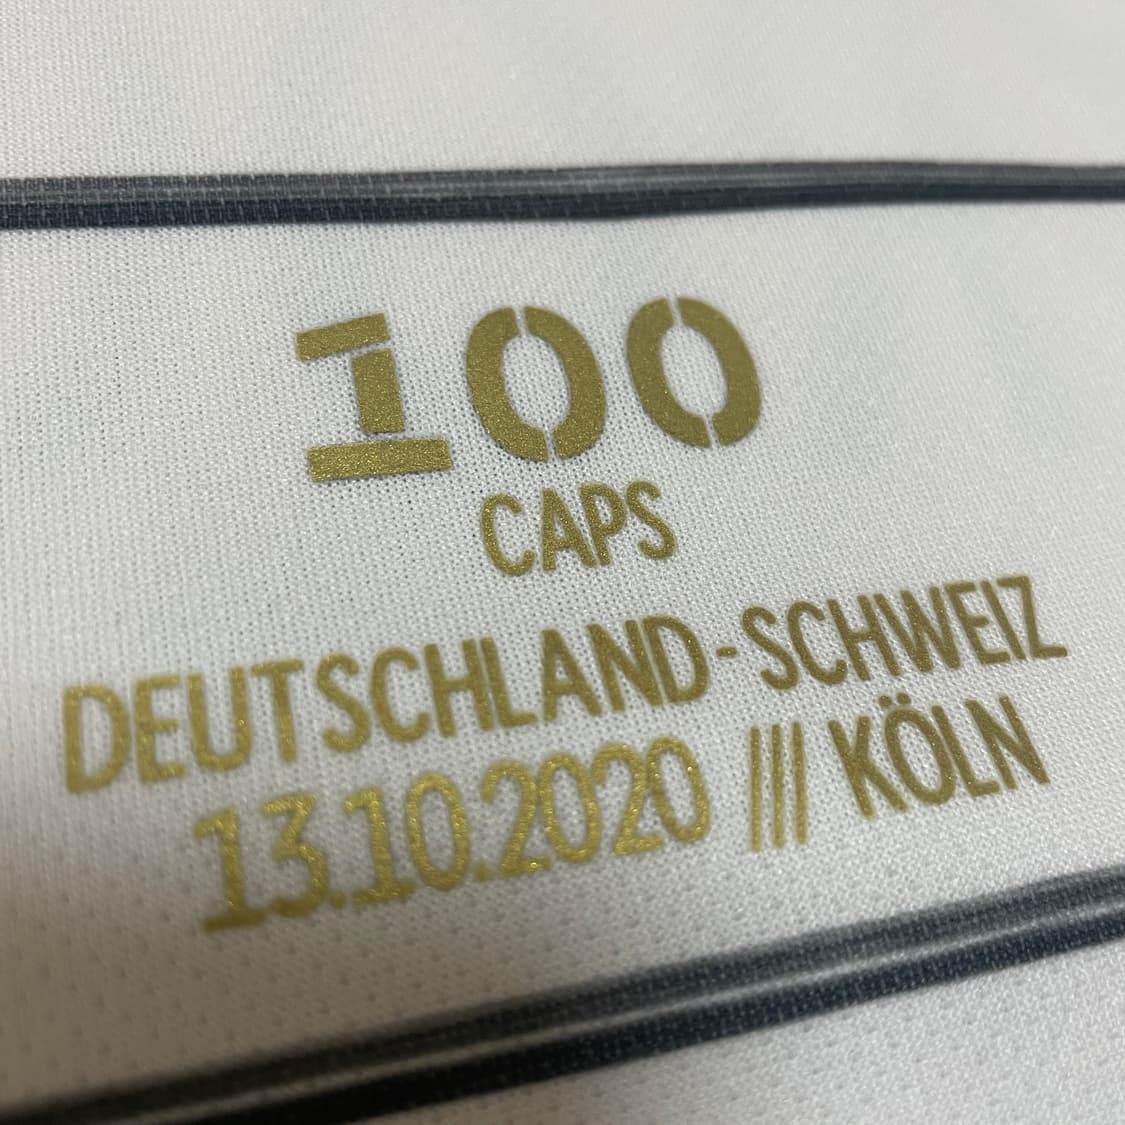 100
CAPS
DEUTSCHLAND-SCHWEIZ
13.10.2020 /// KÖLN